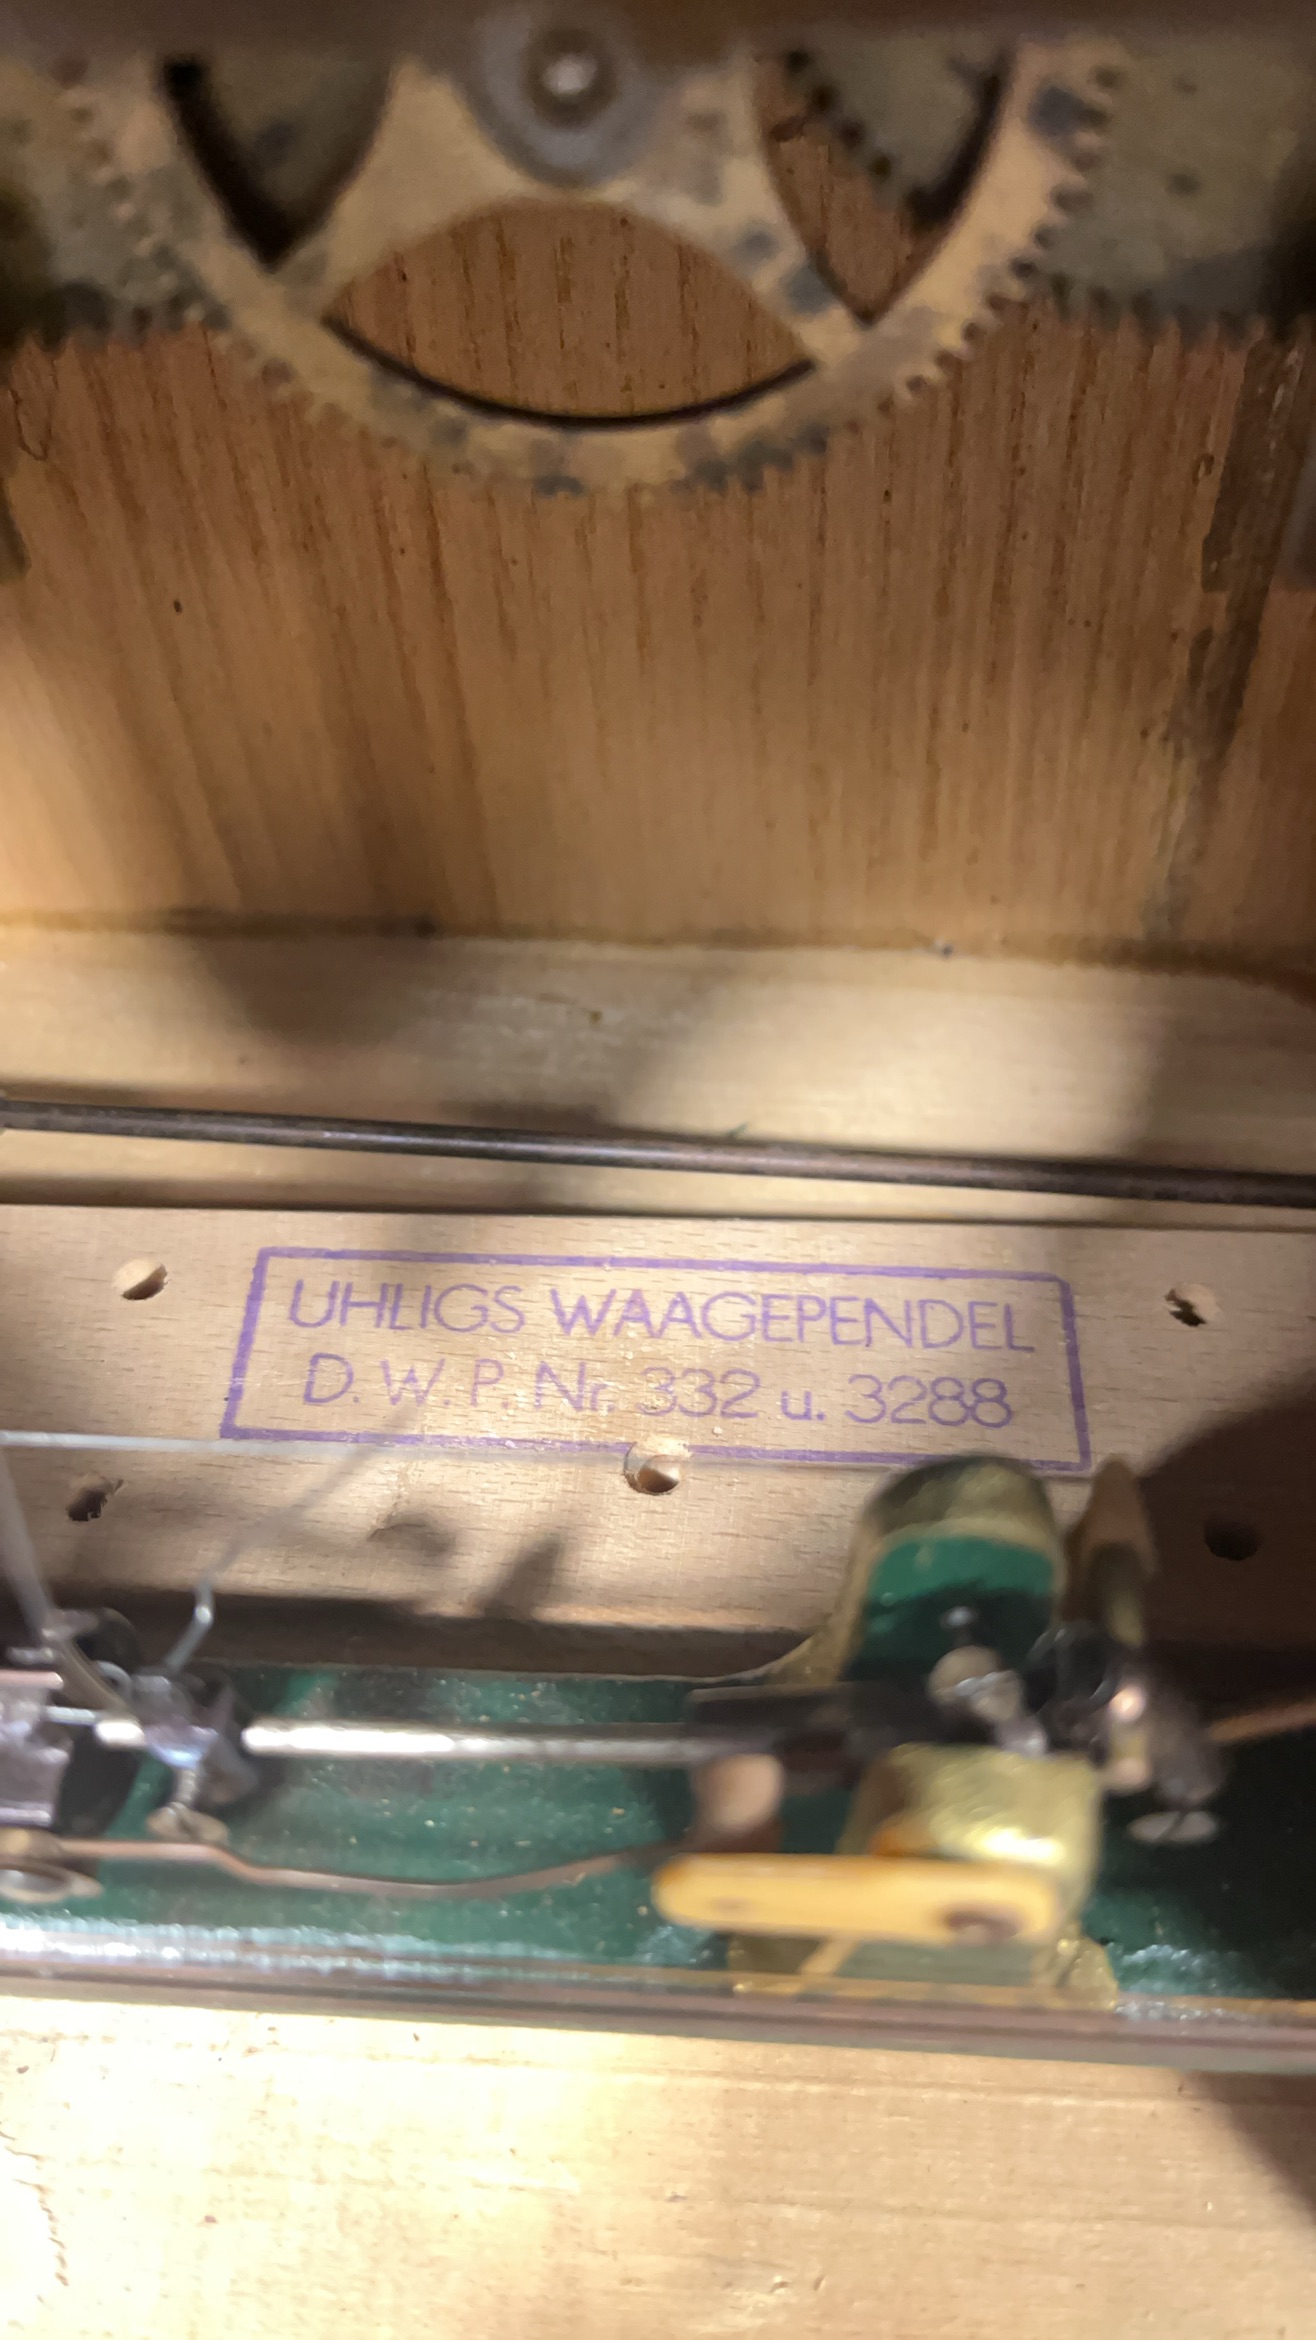 UHLIGS WAAGEPENDEL
D. W. P. Nr. 332 u. 3288